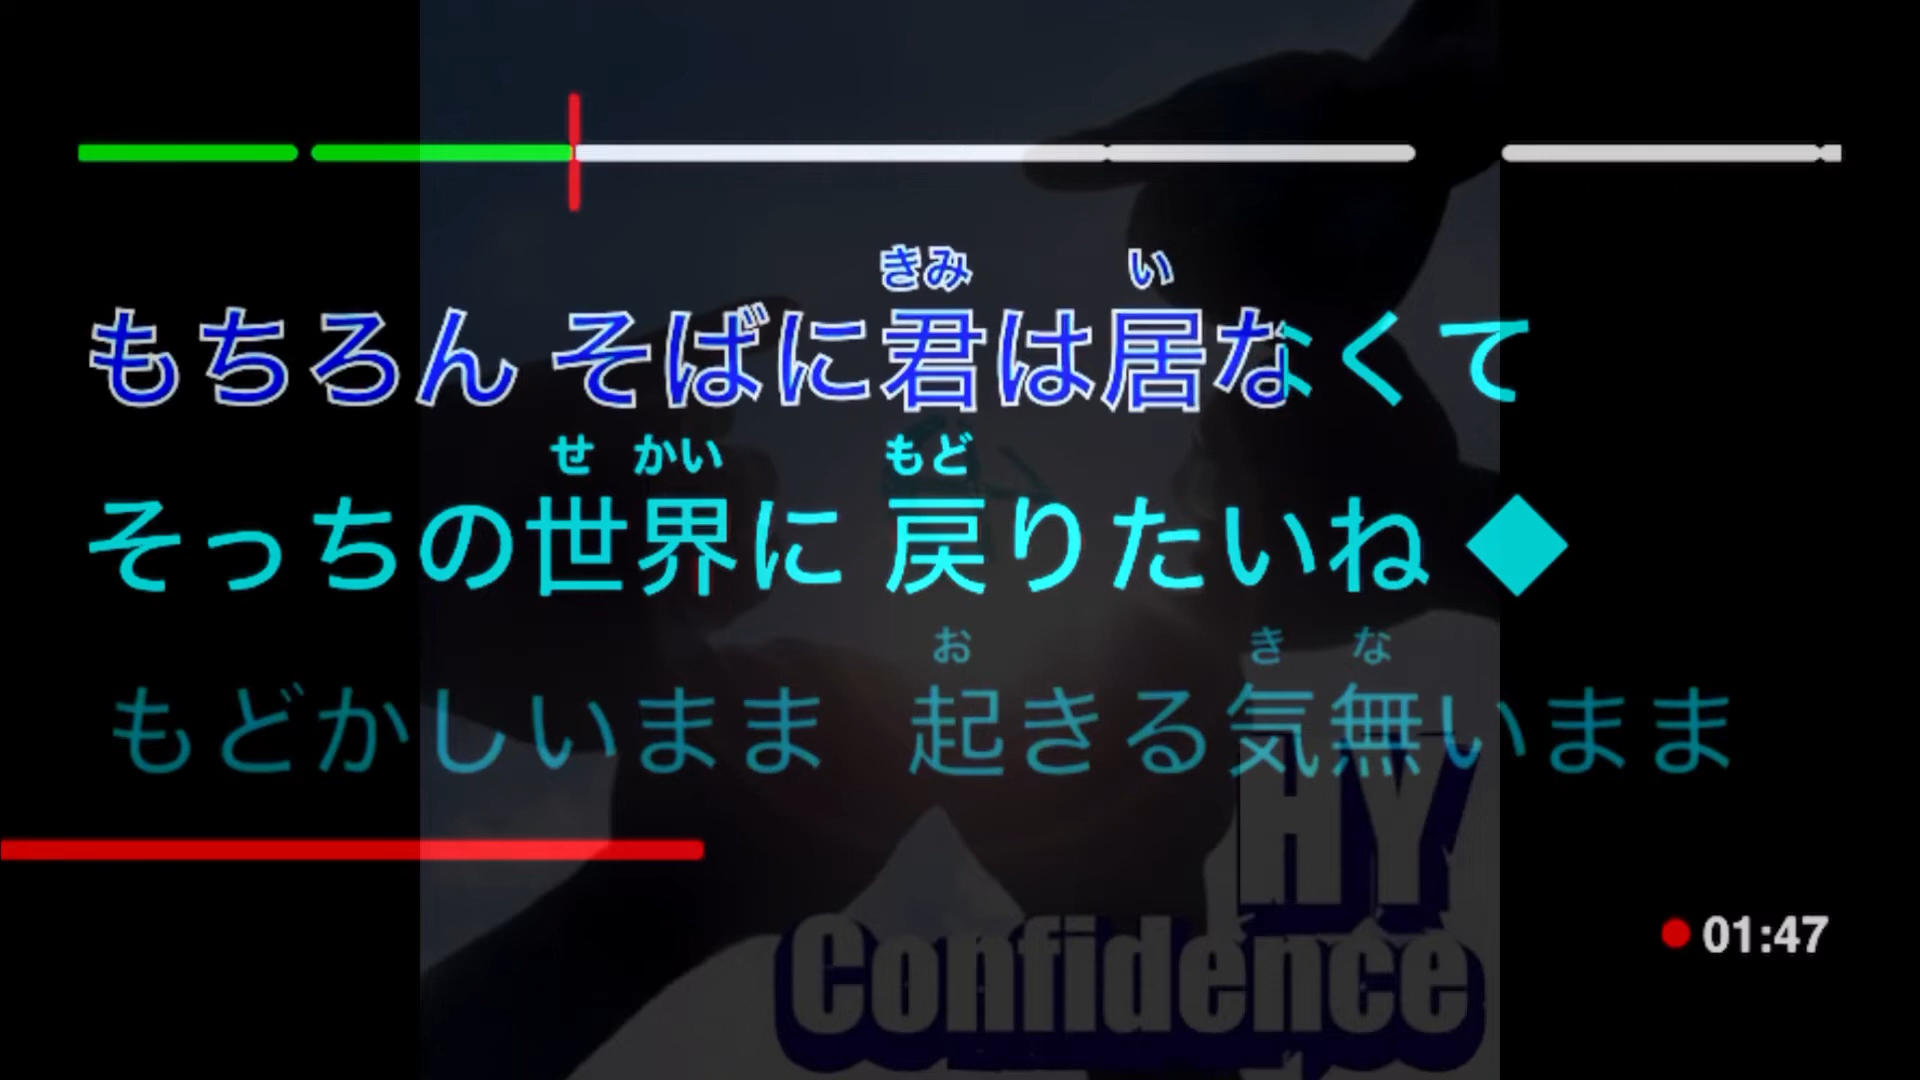 きみ い
もちろん そばに君は居なくて
せ かい もど
そっちの世界に 戻りたいね ◆
お き な
もどかしいまま 起きる気無いまま
HY
Confidence
01:47